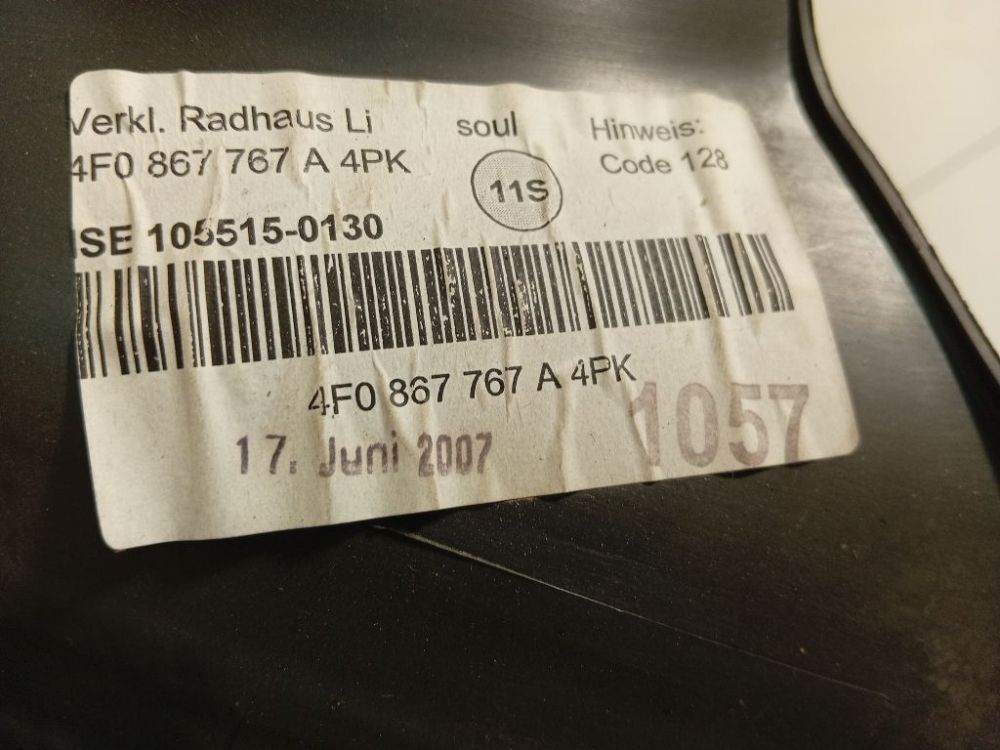 Verkl. Radhaus Li
4F0 867 767 A 4PK
soul
11S
Hinweis:
Code 128
ISE 105515-0130
4F0 867 767 A 4PK
17. Juni 2007
1057